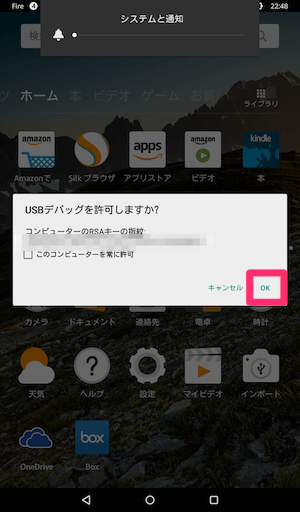 Fire 4 22:48
システムと通知
検索
ツ ホーム 本 ビデオ ゲーム お買い
ライブラリ
amazon
amazon
apps
amazon
kindle
Amazonで... Silk ブラウザ アプリストア ビデオ 本
USBデバッグを許可しますか?
コンピューターのRSAキーの指紋:
このコンピューターを常に許可
キャンセル OK
カメラ ドキュメント 連絡先 電卓 時計
天気 ヘルプ 設定 マイビデオ インポート
box
OneDrive Box